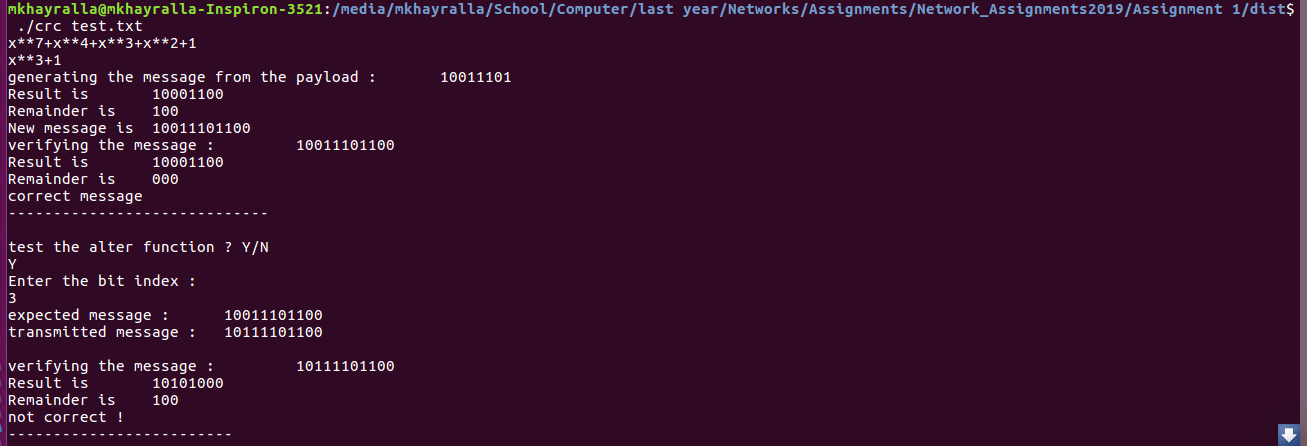 mkhayralla@mkhayralla-Inspiron-3521:/media/mkhayralla/School/Computer/last year/Networks/Assignments/Network_Assignments2019/Assignment 1/dist$
./crc test.txt
x**7+x**4+x**3+x**2+1
x**3+1
generating the message from the payload :        10011101
Result is       10001100
Remainder is    100
New message is  10011101100
verifying the message :          10011101100
Result is       10001100
Remainder is    000
correct message
-----------------------------
test the alter function ? Y/N
Y
Enter the bit index :
3
expected message :      10011101100
transmitted message :   10111101100
verifying the message :          10111101100
Result is       10101000
Remainder is    100
not correct !
-------------------------